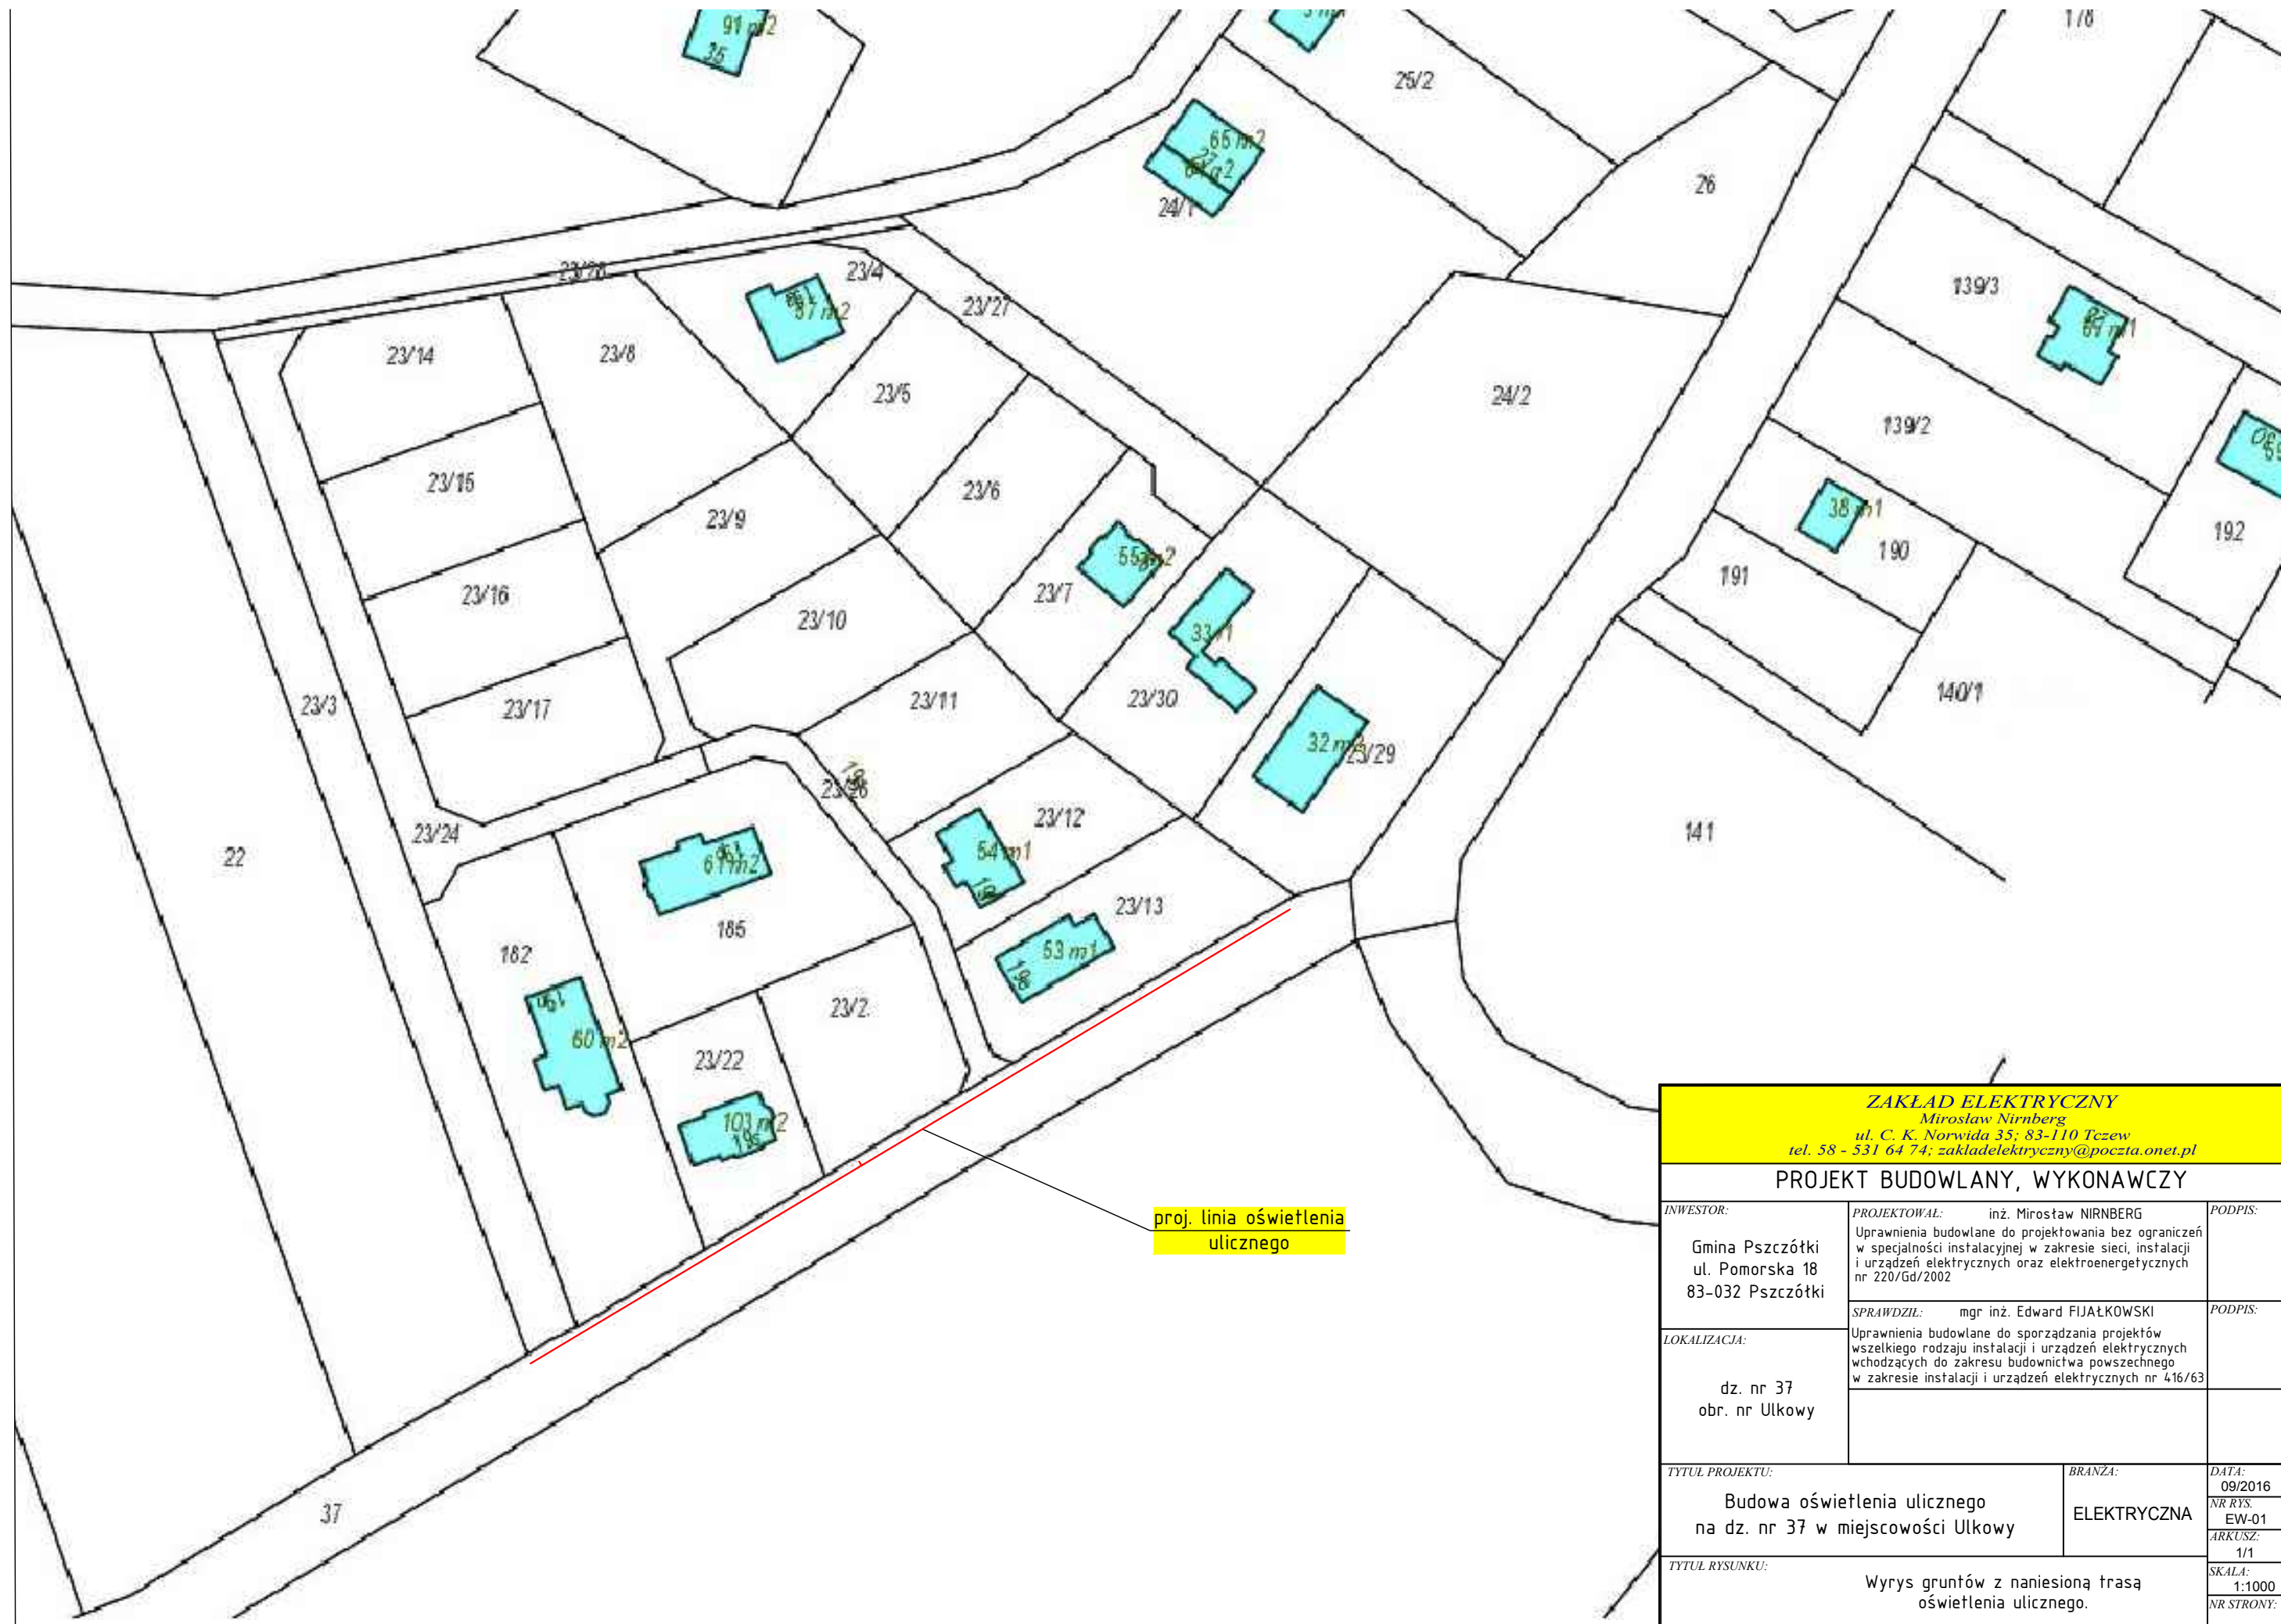 91 m2
35
178
25/2
65 m2
26
24/1
23/28
23/4
23/27
139/3
57 m2
23/14
23/8
23/5
24/2
139/2
23/15
23/6
38 m1
23/9
192
190
55 m2
191
23/16
23/7
23/10
33 m1
140/1
23/3
23/17
23/11
23/30
32 m2
23/29
23/26
23/24
23/12
141
22
54 m1
61 m2
185
23/13
53 m1
182
23/2
60 m2
23/22
103 m2
37
proj. linia oświetlenia
ulicznego
ZAKŁAD ELEKTRYCZNY
Mirosław Nirnberg
ul. C. K. Norwida 35; 83-110 Tczew
tel. 58 - 531 64 74; zakladelektryczny@poczta.onet.pl
PROJEKT BUDOWLANY, WYKONAWCZY
INWESTOR:
Gmina Pszczółki
ul. Pomorska 18
83-032 Pszczółki
PROJEKTOWAŁ: inż. Mirosław NIRNBERG
Uprawnienia budowlane do projektowania bez ograniczeń
w specjalności instalacyjnej w zakresie sieci, instalacji
i urządzeń elektrycznych oraz elektroenergetycznych
nr 220/Gd/2002
PODPIS:
SPRAWDZIŁ: mgr inż. Edward FIJAŁKOWSKI
Uprawnienia budowlane do sporządzania projektów
wszelkiego rodzaju instalacji i urządzeń elektrycznych
wchodzących do zakresu budownictwa powszechnego
w zakresie instalacji i urządzeń elektrycznych nr 416/63
PODPIS:
LOKALIZACJA:
dz. nr 37
obr. nr Ulkowy
TYTUŁ PROJEKTU:
Budowa oświetlenia ulicznego
na dz. nr 37 w miejscowości Ulkowy
BRANŻA:
ELEKTRYCZNA
DATA:
09/2016
NR RYS.
EW-01
ARKUSZ:
1/1
TYTUŁ RYSUNKU:
Wyrys gruntów z naniesioną trasą
oświetlenia ulicznego.
SKALA:
1:1000
NR STRONY: